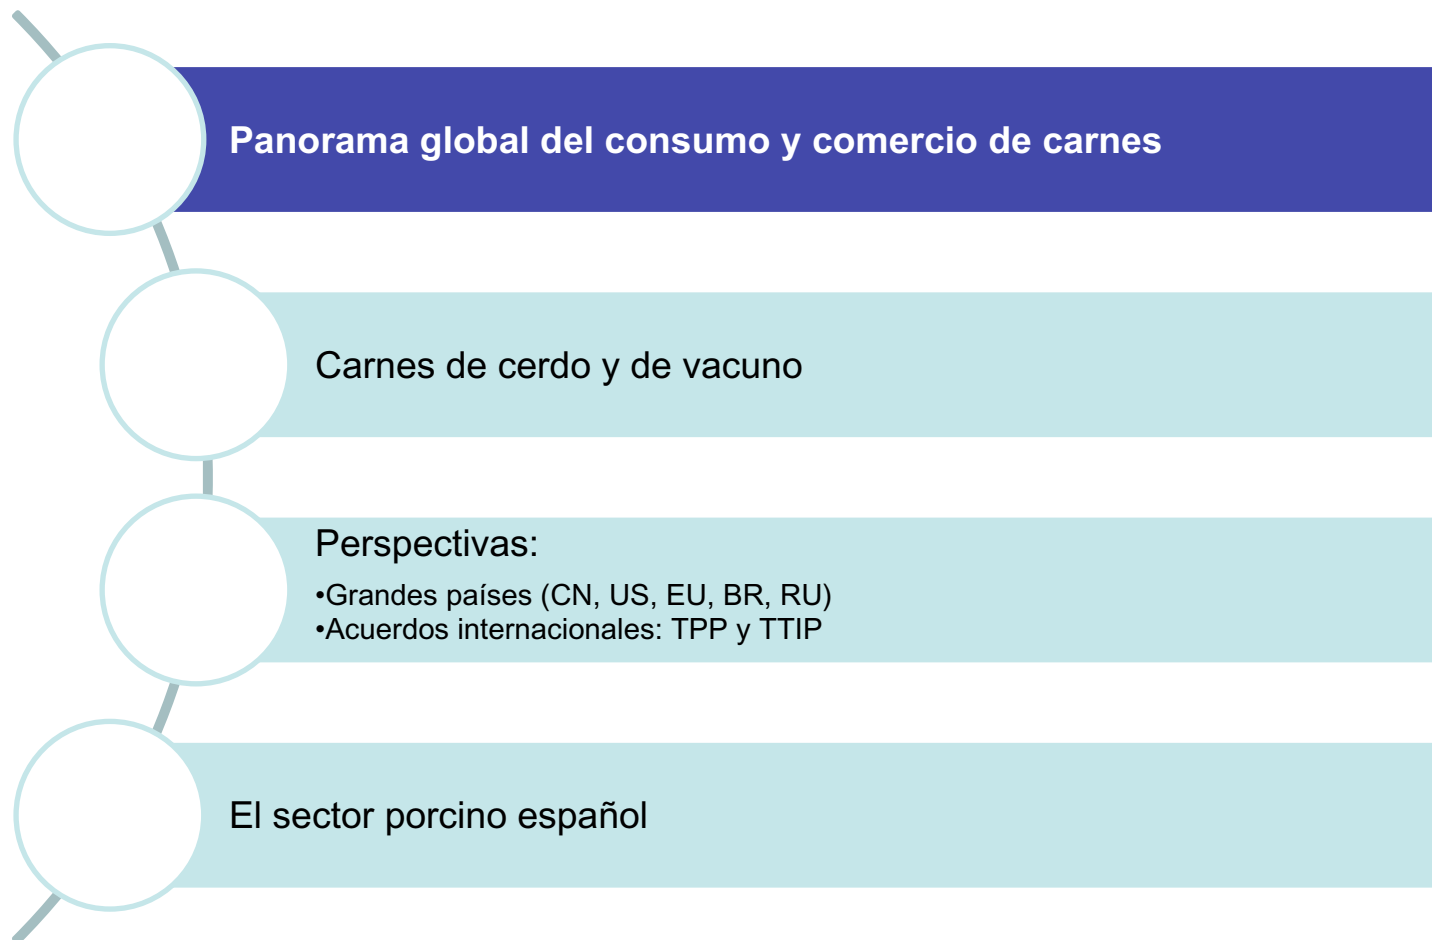 Panorama global del consumo y comercio de carnes
Carnes de cerdo y de vacuno
Perspectivas:
•Grandes países (CN, US, EU, BR, RU)
•Acuerdos internacionales: TPP y TTIP
El sector porcino español